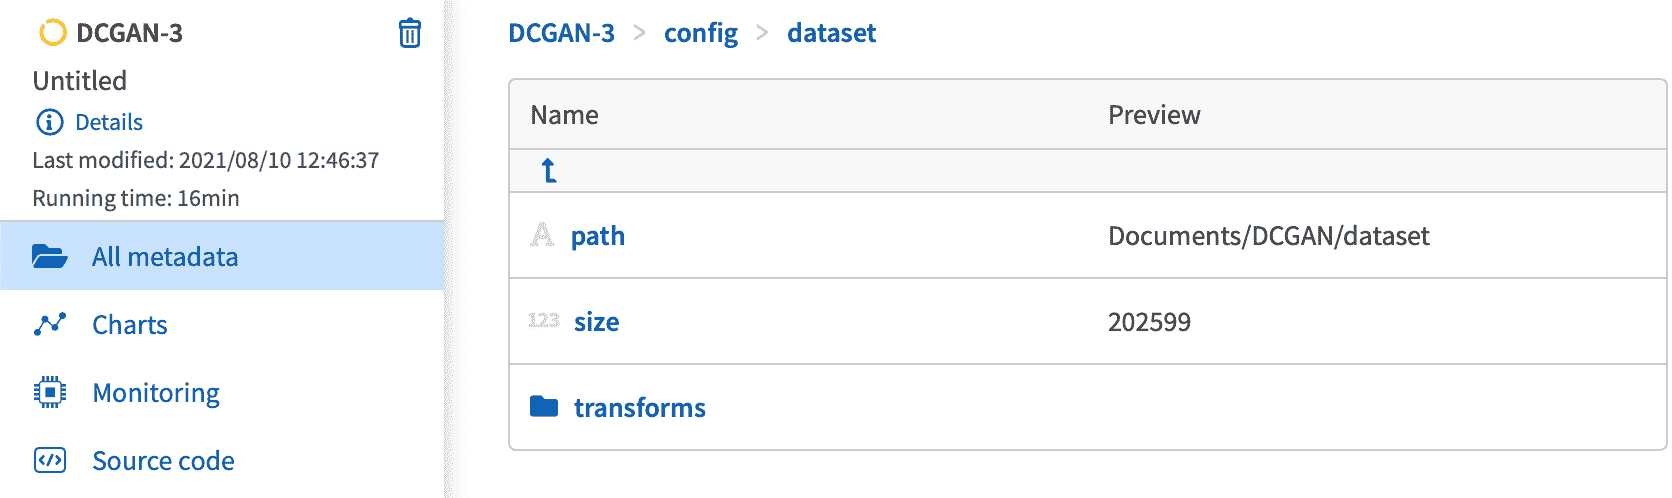 DCGAN-3
Untitled
Details
Last modified: 2021/08/10 12:46:37
Running time: 16min
All metadata
Charts
Monitoring
Source code
DCGAN-3 > config > dataset
Name Preview
A path Documents/DCGAN/dataset
123 size 202599
transforms